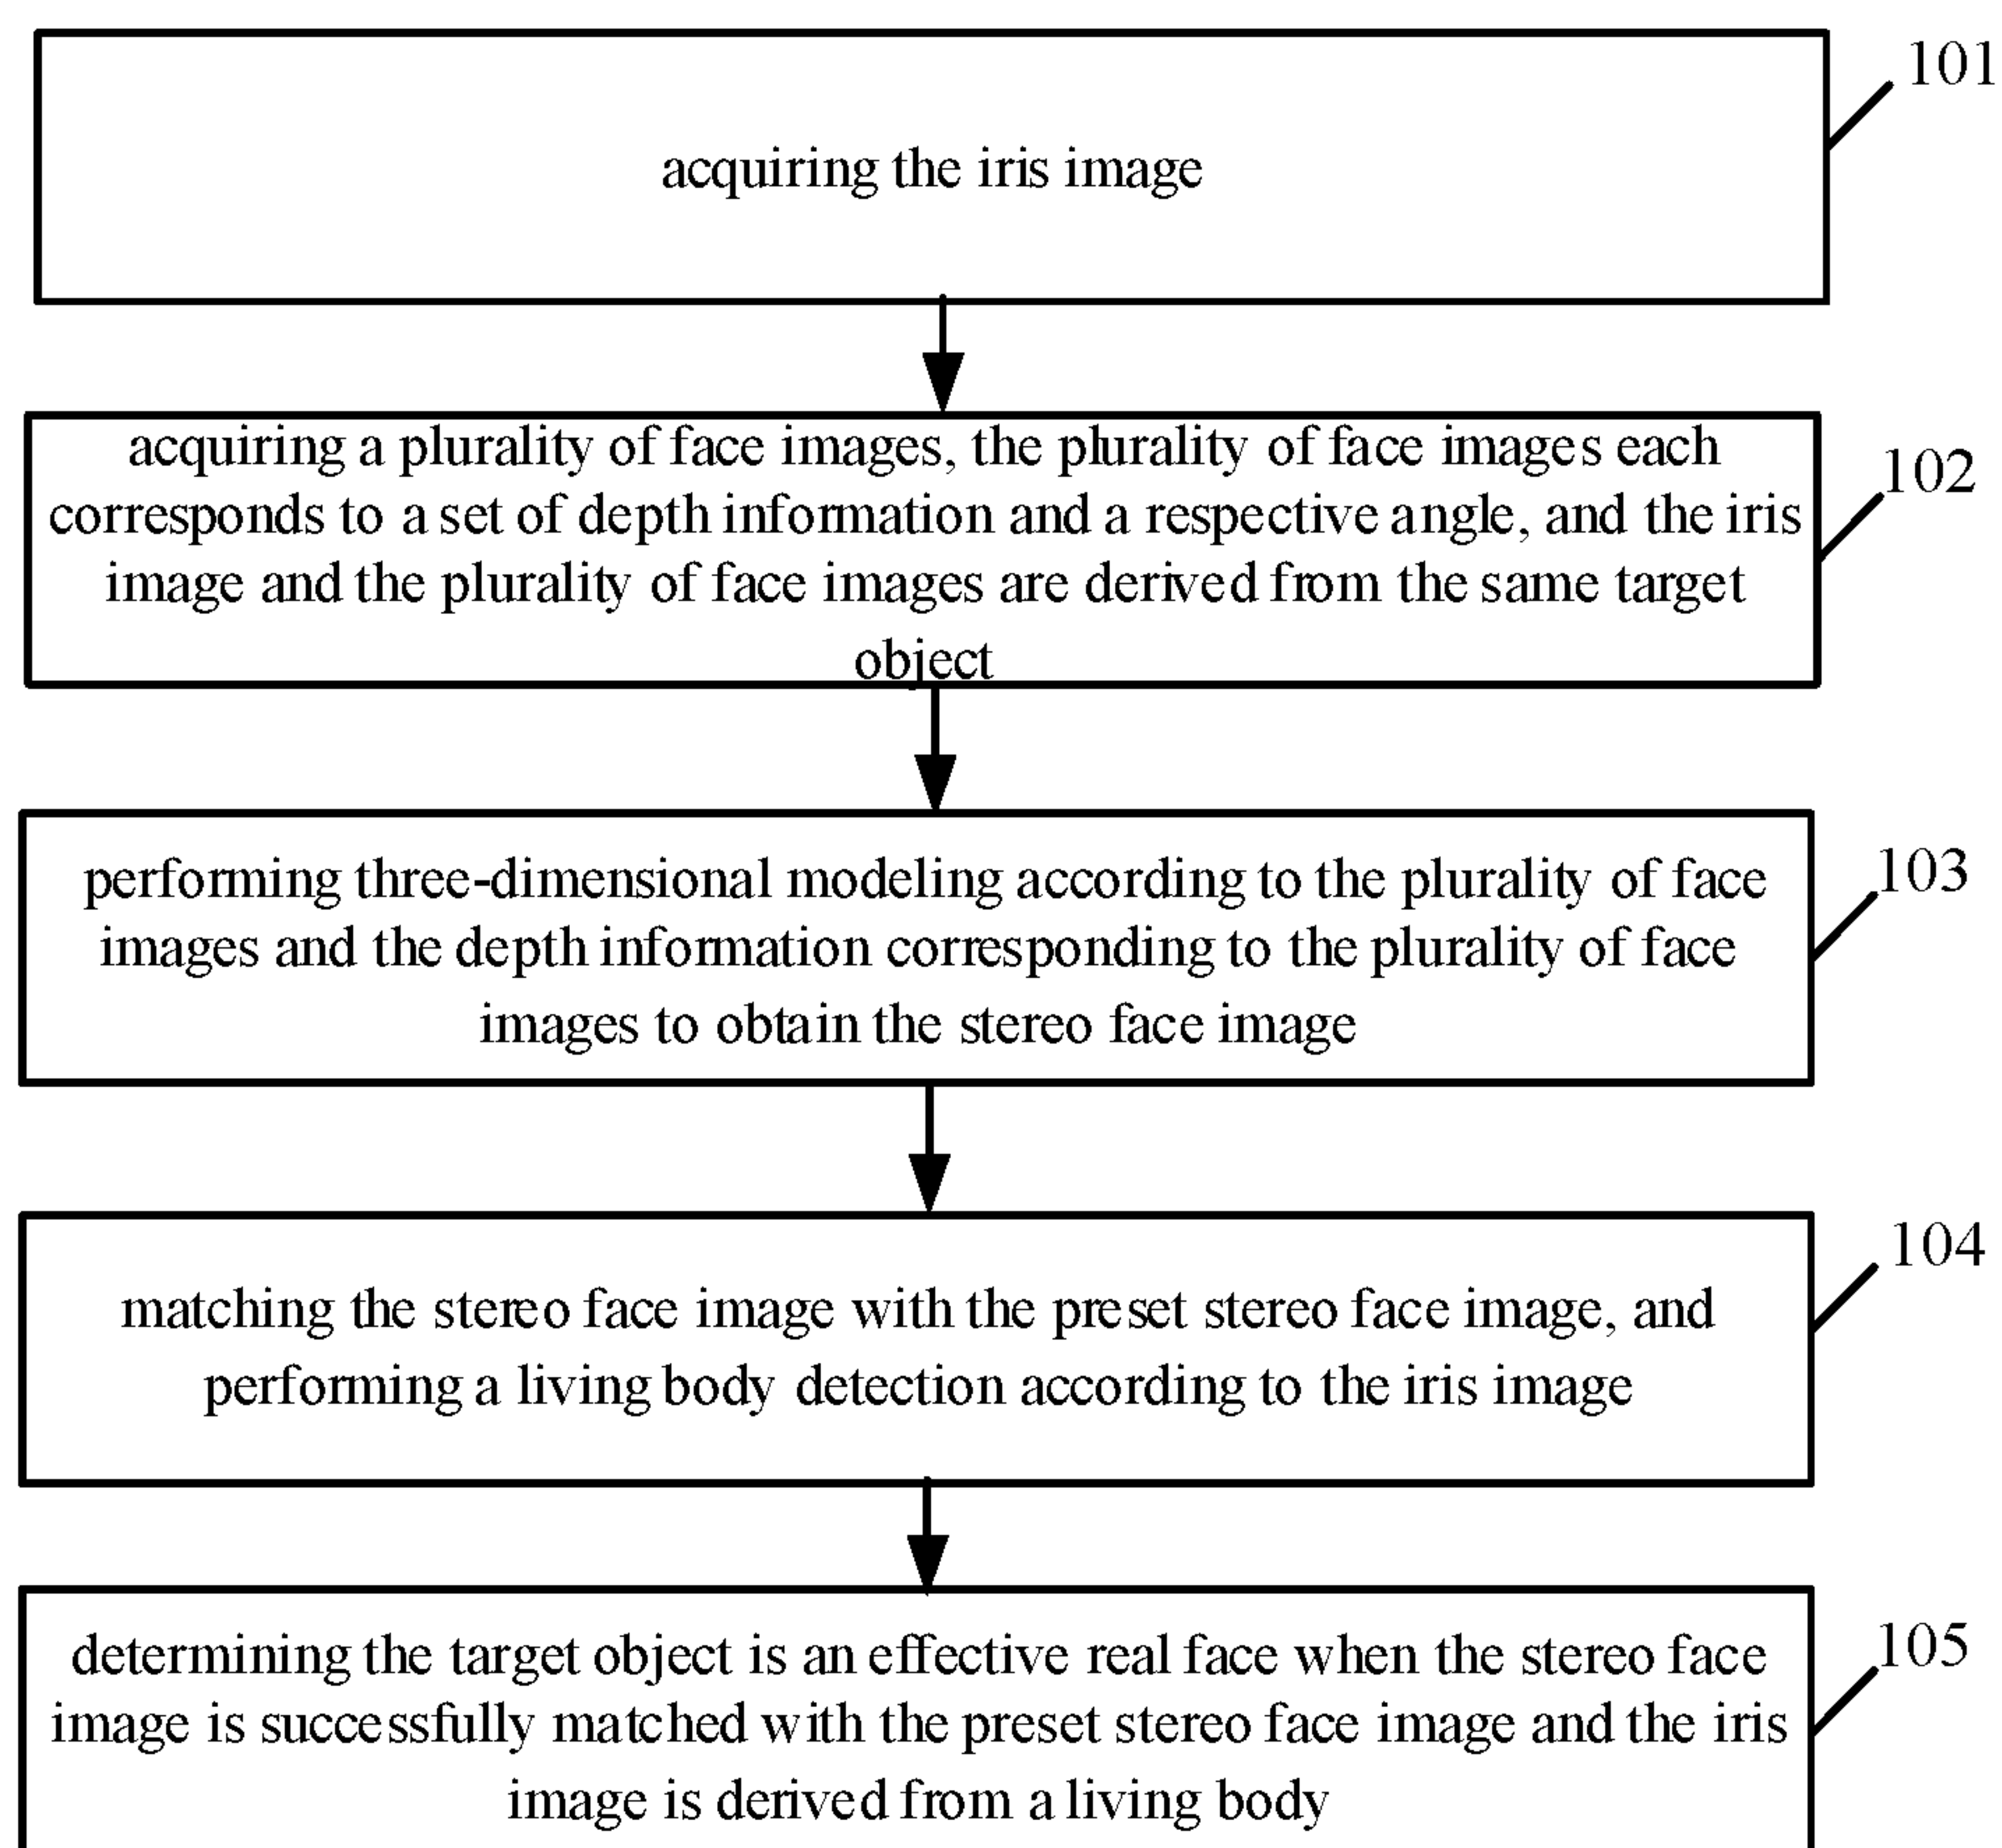 101
acquiring the iris image
acquiring a plurality of face images, the plurality of face images each
102
corresponds to a set of depth information and a respective angle, and the iris
image and the plurality of face images are derived from the same target
object
103
performing three-dimensional modeling according to the plurality of face
images and the depth information corresponding to the plurality of face
images to obtain the stereo face image
104
matching the stereo face image with the preset stereo face image, and
performing a living body detection according to the iris image
105
determining the target object is an effective real face when the stereo face
image is successfully matched with the preset stereo face image and the iris
image is derived from a living body